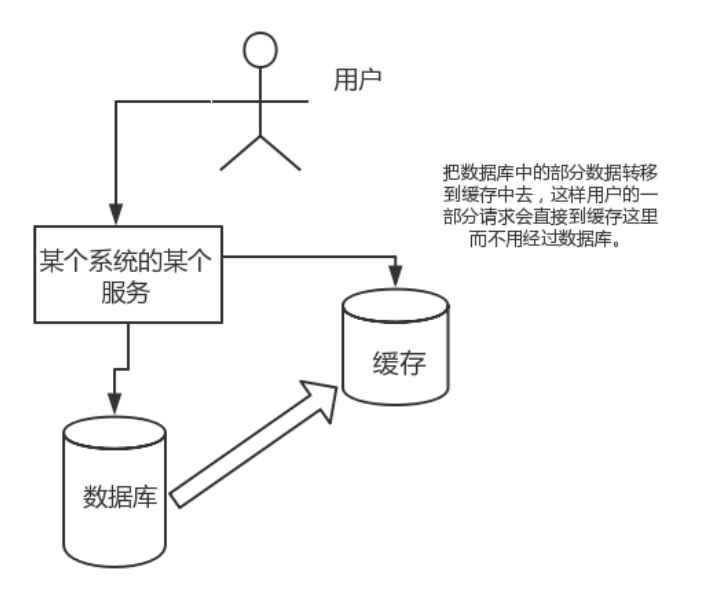 用户
把数据库中的部分数据转移
到缓存中去，这样用户的一
部分请求会直接到缓存这里
而不用经过数据库。
某个系统的某个
服务
缓存
数据库